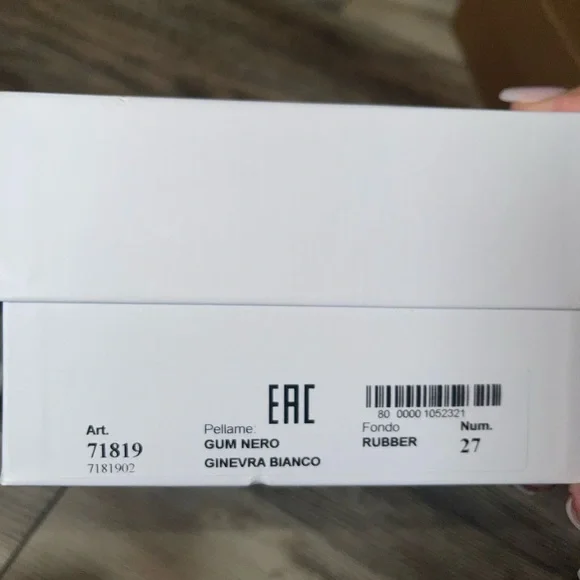 EAC
80 0000 1052321
Art. Pellame: Fondo Num.
71819 GUM NERO RUBBER 27
7181902 GINEVRA BIANCO